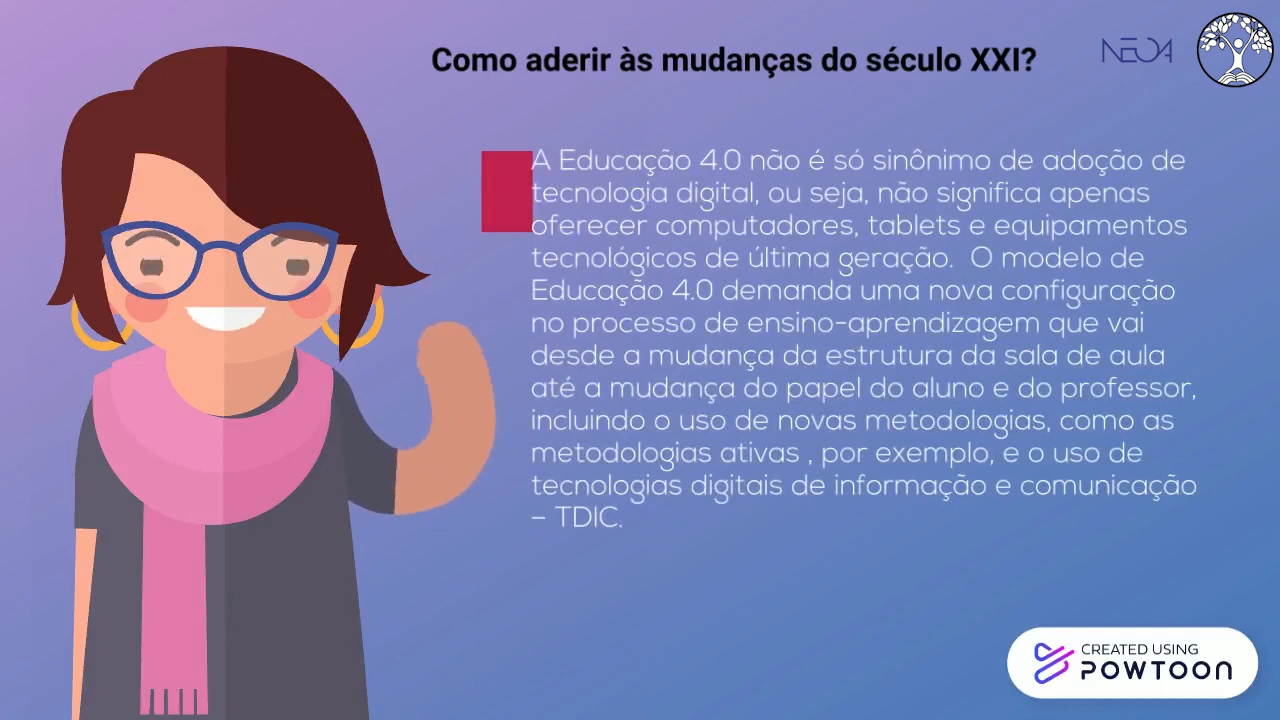 Como aderir às mudanças do século XXI?
NEO4
A Educação 4.0 não é só sinônimo de adoção de
tecnologia digital, ou seja, não significa apenas
oferecer computadores, tablets e equipamentos
tecnológicos de última geração.  O modelo de
Educação 4.0 demanda uma nova configuração
no processo de ensino-aprendizagem que vai
desde a mudança da estrutura da sala de aula
até a mudança do papel do aluno e do professor,
incluindo o uso de novas metodologias, como as
metodologias ativas , por exemplo, e o uso de
tecnologias digitais de informação e comunicação
– TDIC.
CREATED USING
POWTOON